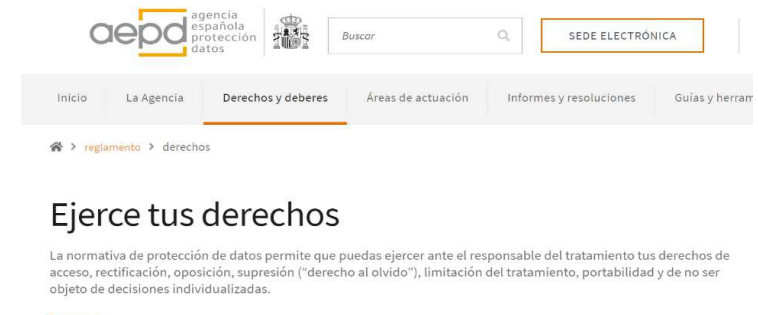 aepd
agencia
española
protección
datos
Buscar
SEDE ELECTRÓNICA
Inicio
La Agencia
Derechos y deberes
Áreas de actuación
Informes y resoluciones
Guías y herram
> reglamento > derechos
Ejerce tus derechos
La normativa de protección de datos permite que puedas ejercer ante el responsable del tratamiento tus derechos de
acceso, rectificación, oposición, supresión (“derecho al olvido”), limitación del tratamiento, portabilidad y de no ser
objeto de decisiones individualizadas.